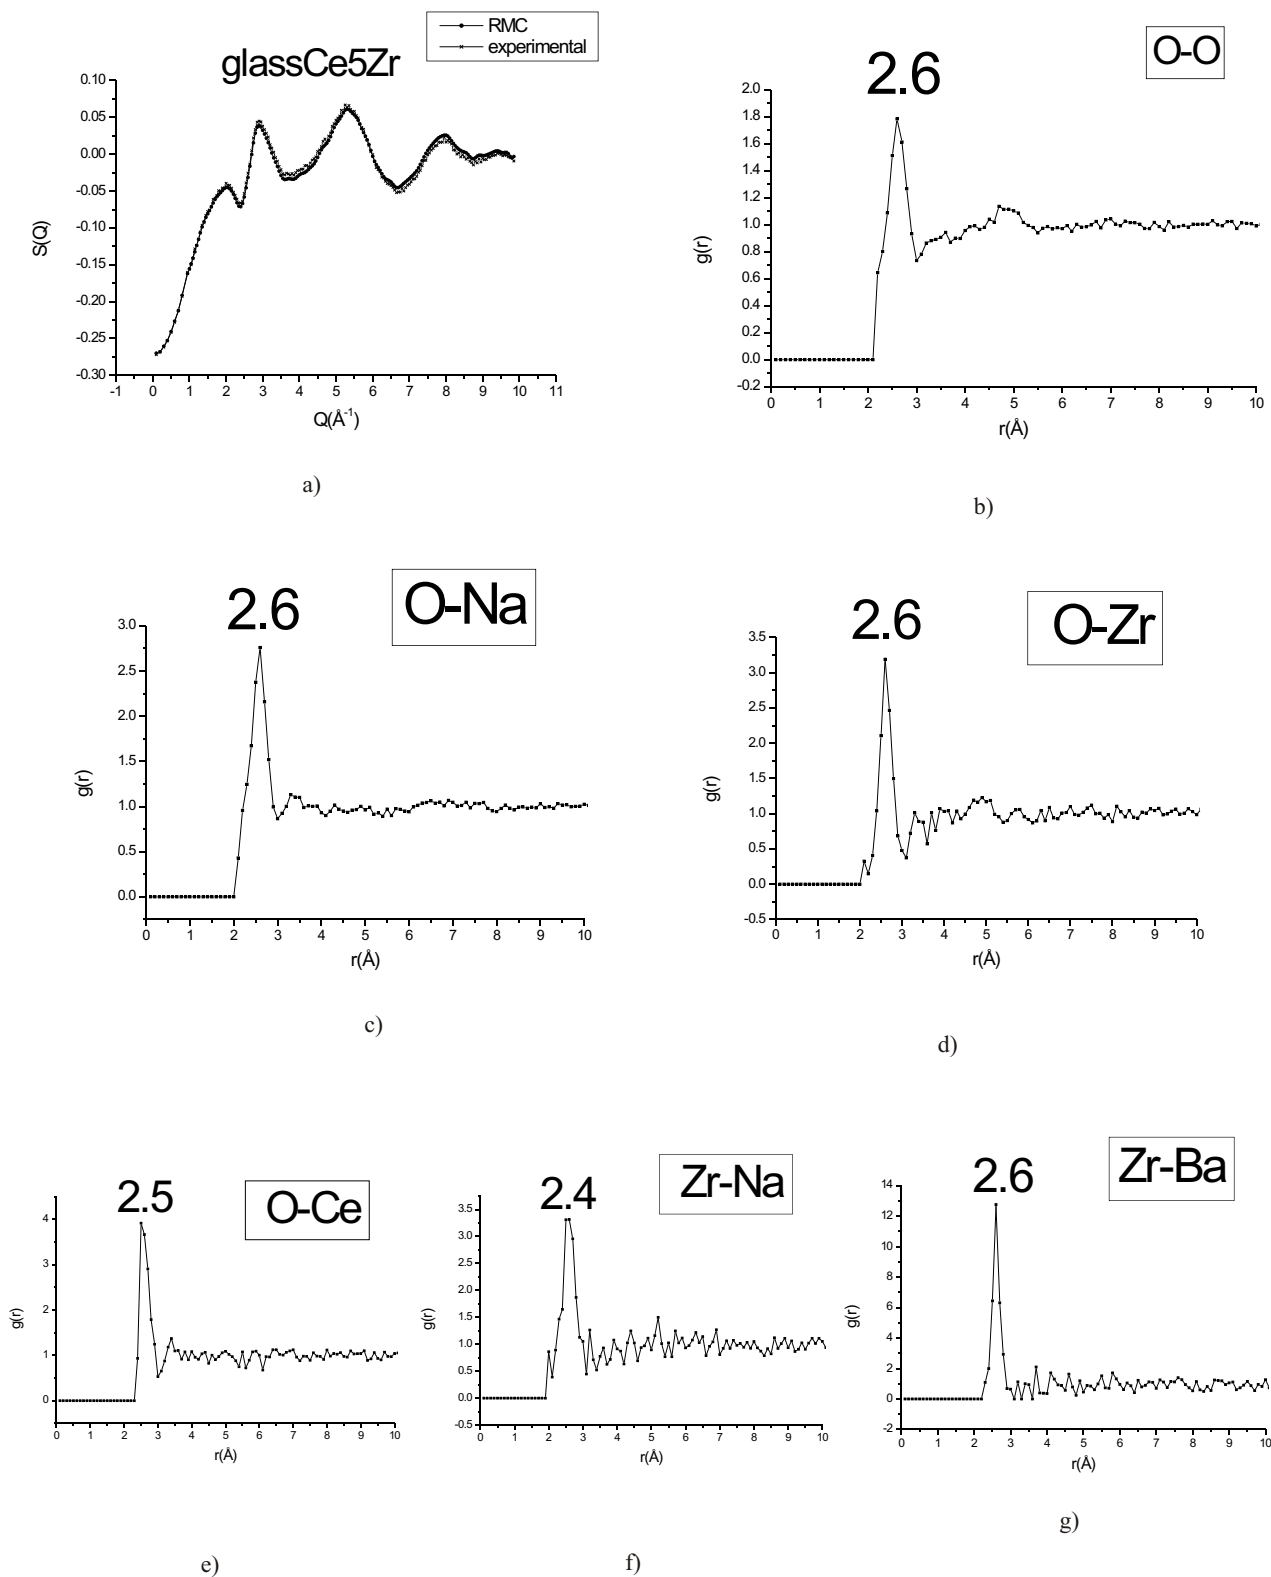 RMC
experimental
glassCe5Zr
0.10
0.05
0.00
-0.05
-0.10
-0.15
-0.20
-0.25
-0.30
S(Q)
-1 0 1 2 3 4 5 6 7 8 9 10 11
Q(Å-1)
a)
O-O
2.6
2.0
1.8
1.6
1.4
1.2
1.0
0.8
0.6
0.4
0.2
0.0
-0.2
g(r)
0 1 2 3 4 5 6 7 8 9 10
r(Å)
b)
O-Na
2.6
3.0
2.5
2.0
1.5
1.0
0.5
0.0
g(r)
0 1 2 3 4 5 6 7 8 9 10
r(Å)
c)
O-Zr
2.6
3.5
3.0
2.5
2.0
1.5
1.0
0.5
0.0
-0.5
g(r)
0 1 2 3 4 5 6 7 8 9 10
r(Å)
d)
2.5
O-Ce
4
3
2
1
0
g(r)
0 1 2 3 4 5 6 7 8 9 10
r(Å)
e)
2.4
Zr-Na
3.5
3.0
2.5
2.0
1.5
1.0
0.5
0.0
-0.5
g(r)
0 1 2 3 4 5 6 7 8 9 10
r(Å)
f)
2.6
Zr-Ba
14
12
10
8
6
4
2
0
-2
g(r)
0 1 2 3 4 5 6 7 8 9 10
r(Å)
g)